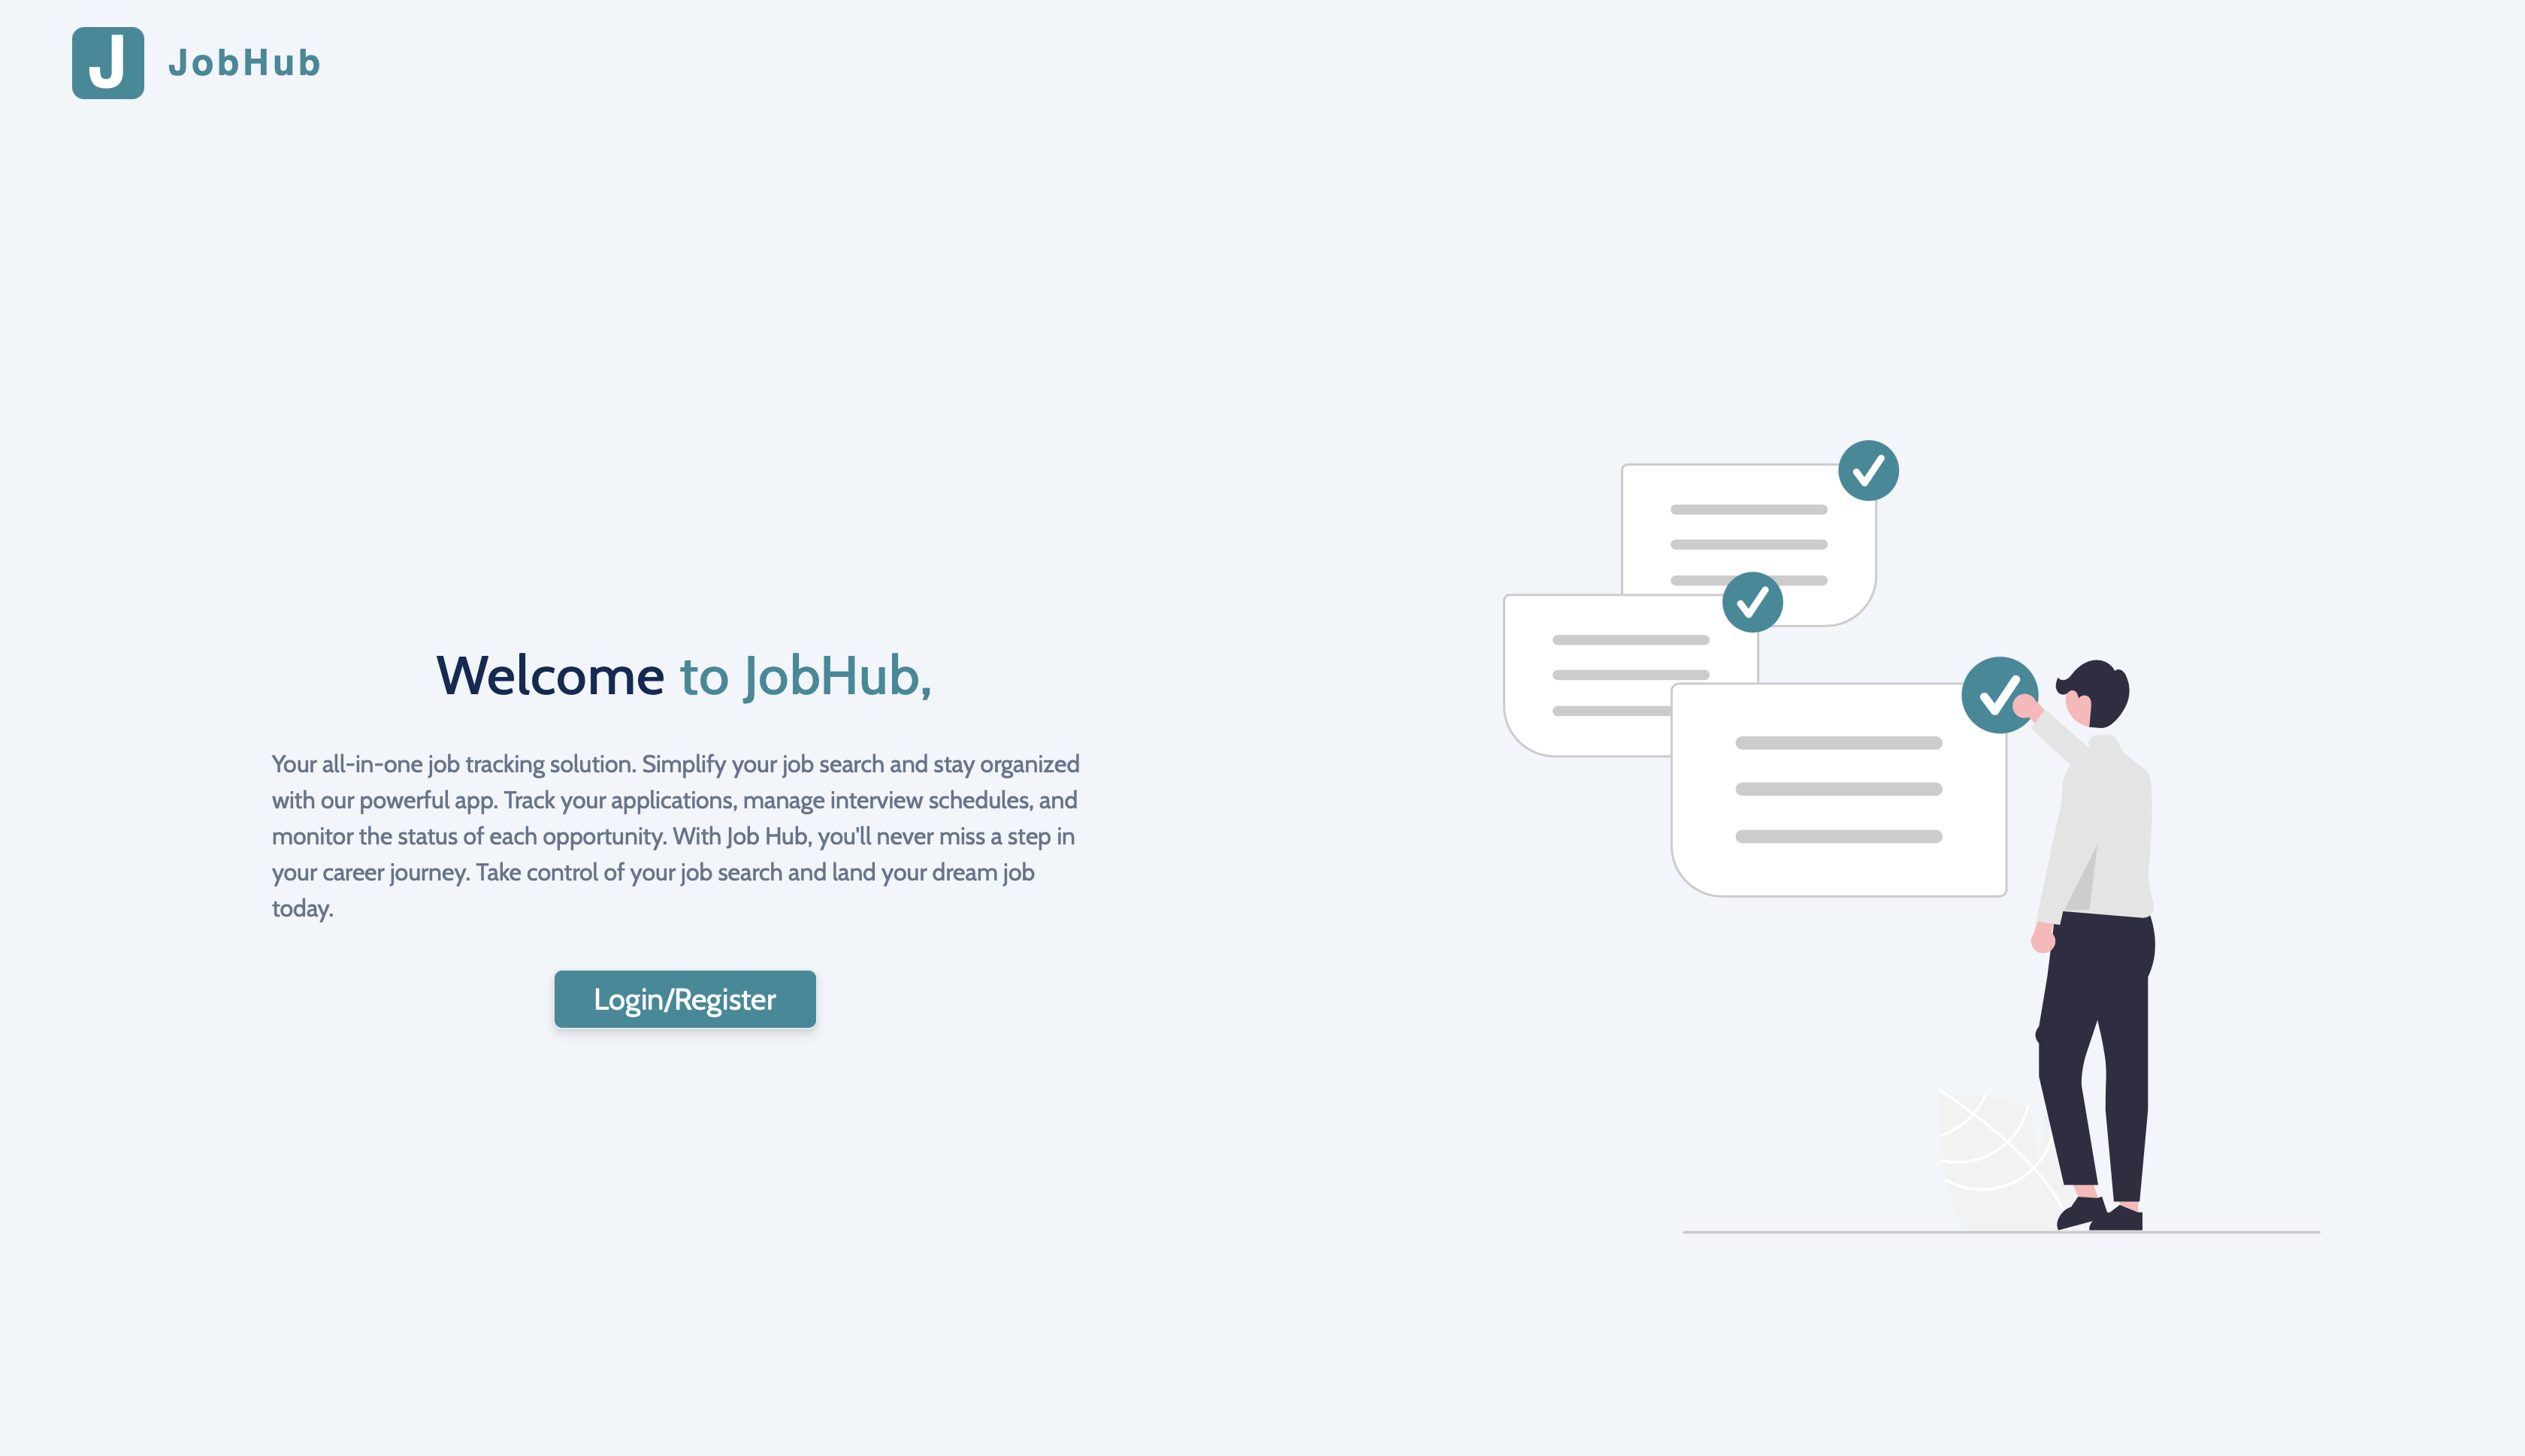 J
JobHub
Welcome to JobHub,
Your all-in-one job tracking solution. Simplify your job search and stay organized
with our powerful app. Track your applications, manage interview schedules, and
monitor the status of each opportunity. With Job Hub, you'll never miss a step in
your career journey. Take control of your job search and land your dream job
today.
Login/Register